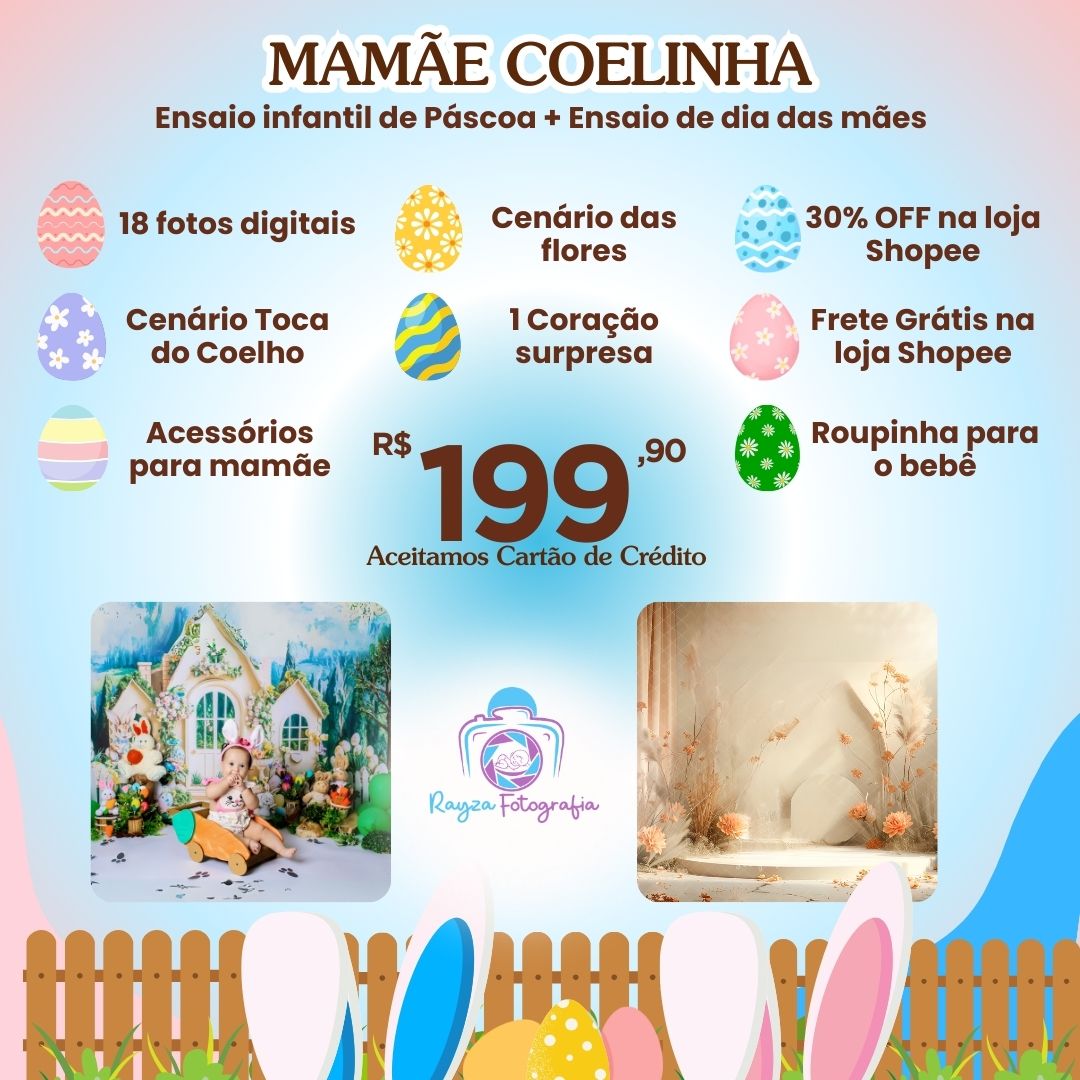 MAMÃE COELINHA
Ensaio infantil de Páscoa + Ensaio de dia das mães
18 fotos digitais
Cenário das
flores
30% OFF na loja
Shopee
Cenário Toca
do Coelho
1 Coração
surpresa
Frete Grátis na
loja Shopee
Acessórios
para mamãe
R$ 199,90
Aceitamos Cartão de Crédito
Roupinha para
o bebê
Rayza Fotografia